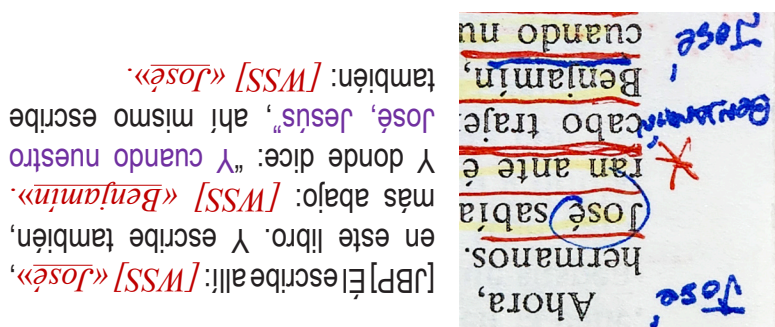 José
Ahora,
hermanos.
José sabía
ran ante é
cabo traje
BENJAMÍN
Benjamín,
José
cuando nu
[JBP] Él escribe allí: [WSS] «José»,
en este libro. Y escribe también,
más abajo: [WSS] «Benjamín».
Y donde dice: “Y cuando nuestro
José, Jesús”, ahí mismo escribe
también: [WSS] «José».